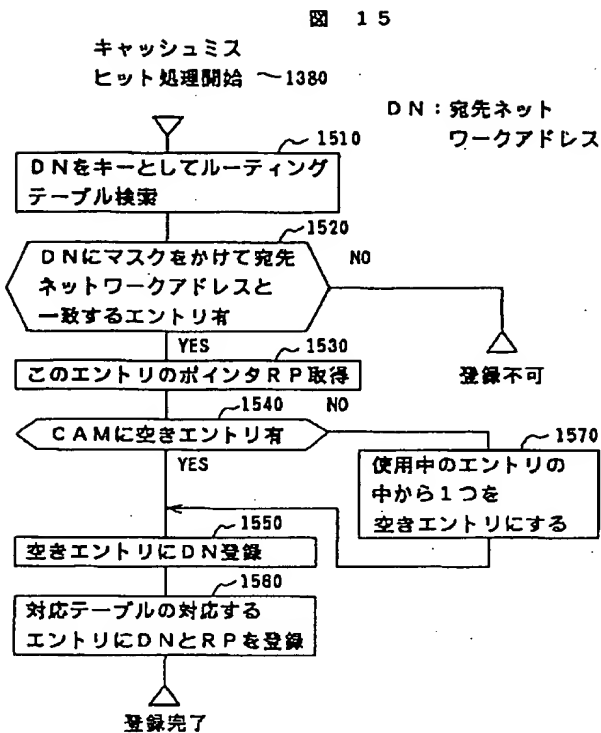 図 15
キャッシュミス
ヒット処理開始 ～1380
DN：宛先ネット
ワークアドレス
1510
DNをキーとしてルーティング
テーブル検索
1520
DNにマスクをかけて宛先
ネットワークアドレスと
一致するエントリ有
NO
YES
登録不可
1530
このエントリのポインタRP取得
1540
NO
CAMに空きエントリ有
YES
1570
使用中のエントリの
中から1つを
空きエントリにする
1550
空きエントリにDN登録
1580
対応テーブルの対応する
エントリにDNとRPを登録
登録完了